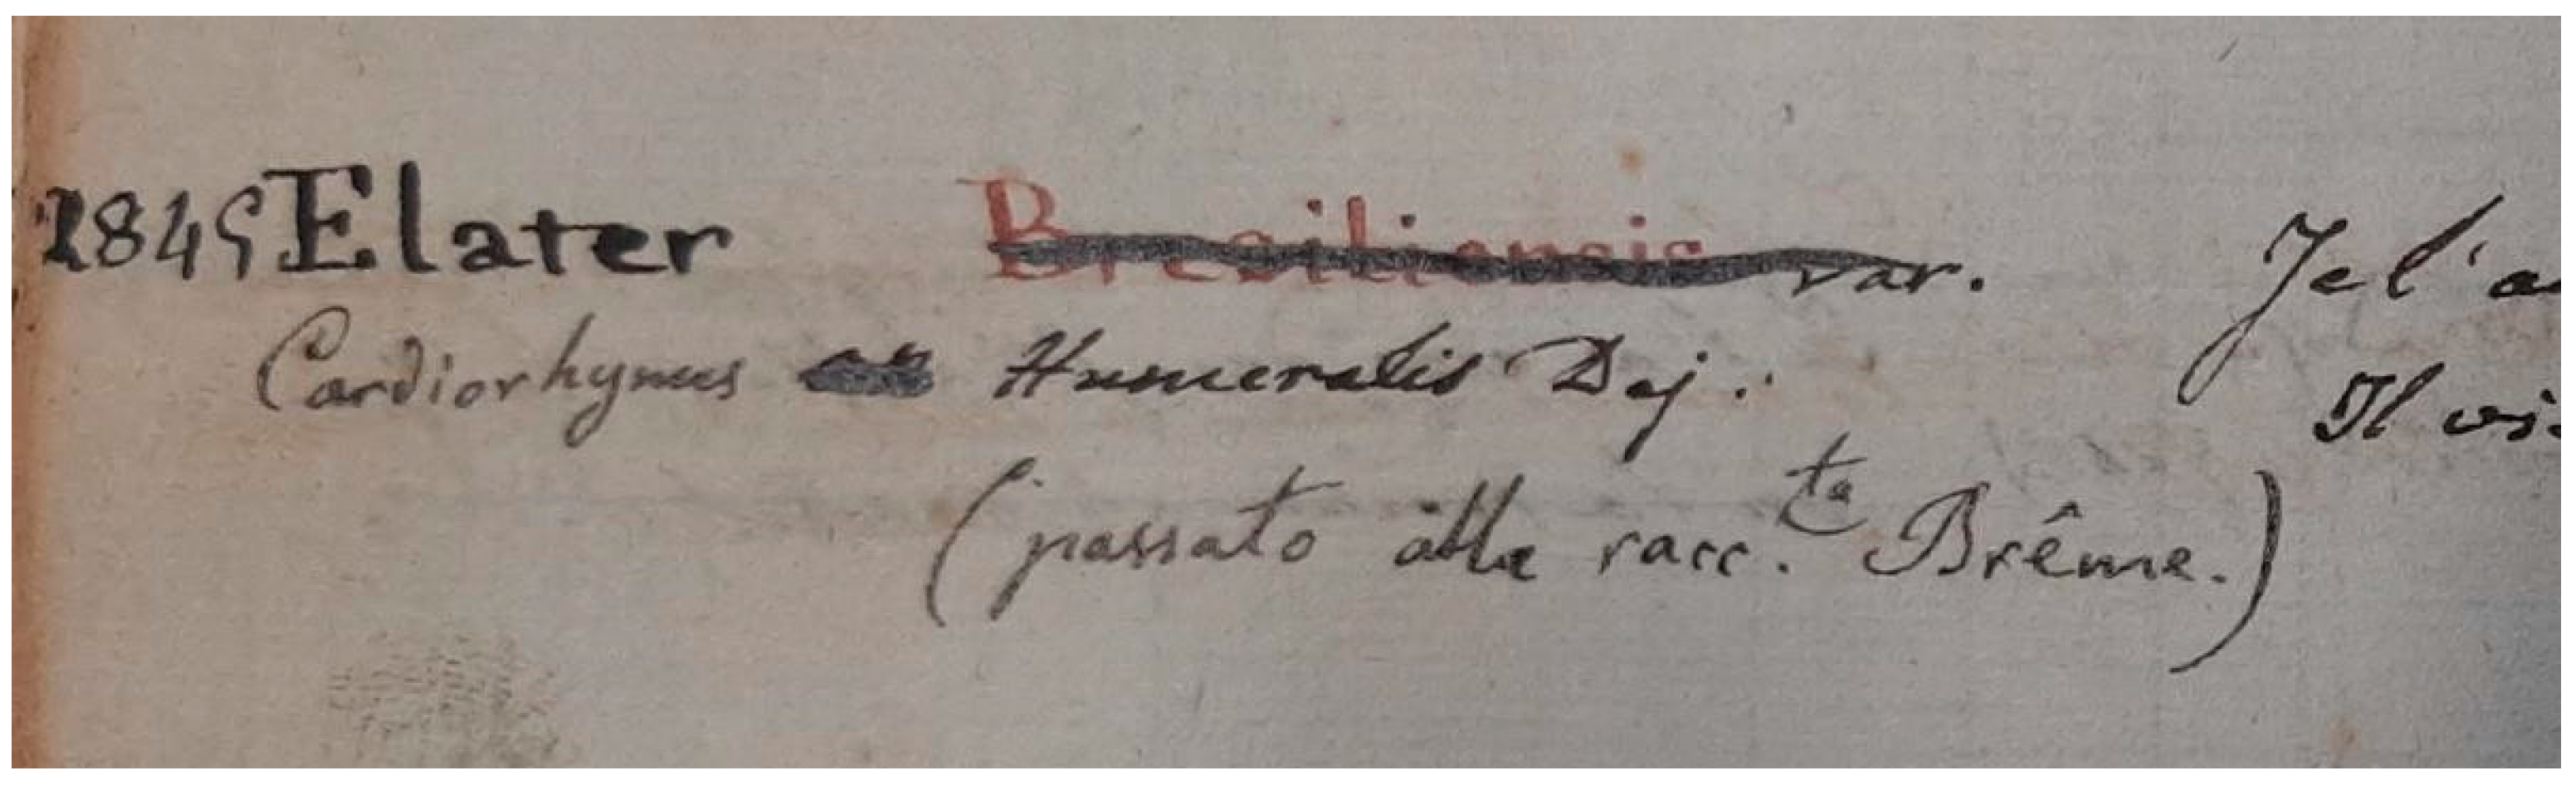 1845 Elater Bresiliensis var. Je l'a
Cardiorhynus Humeralis Dej.
Il
(passato alla racc.ta Brême.)